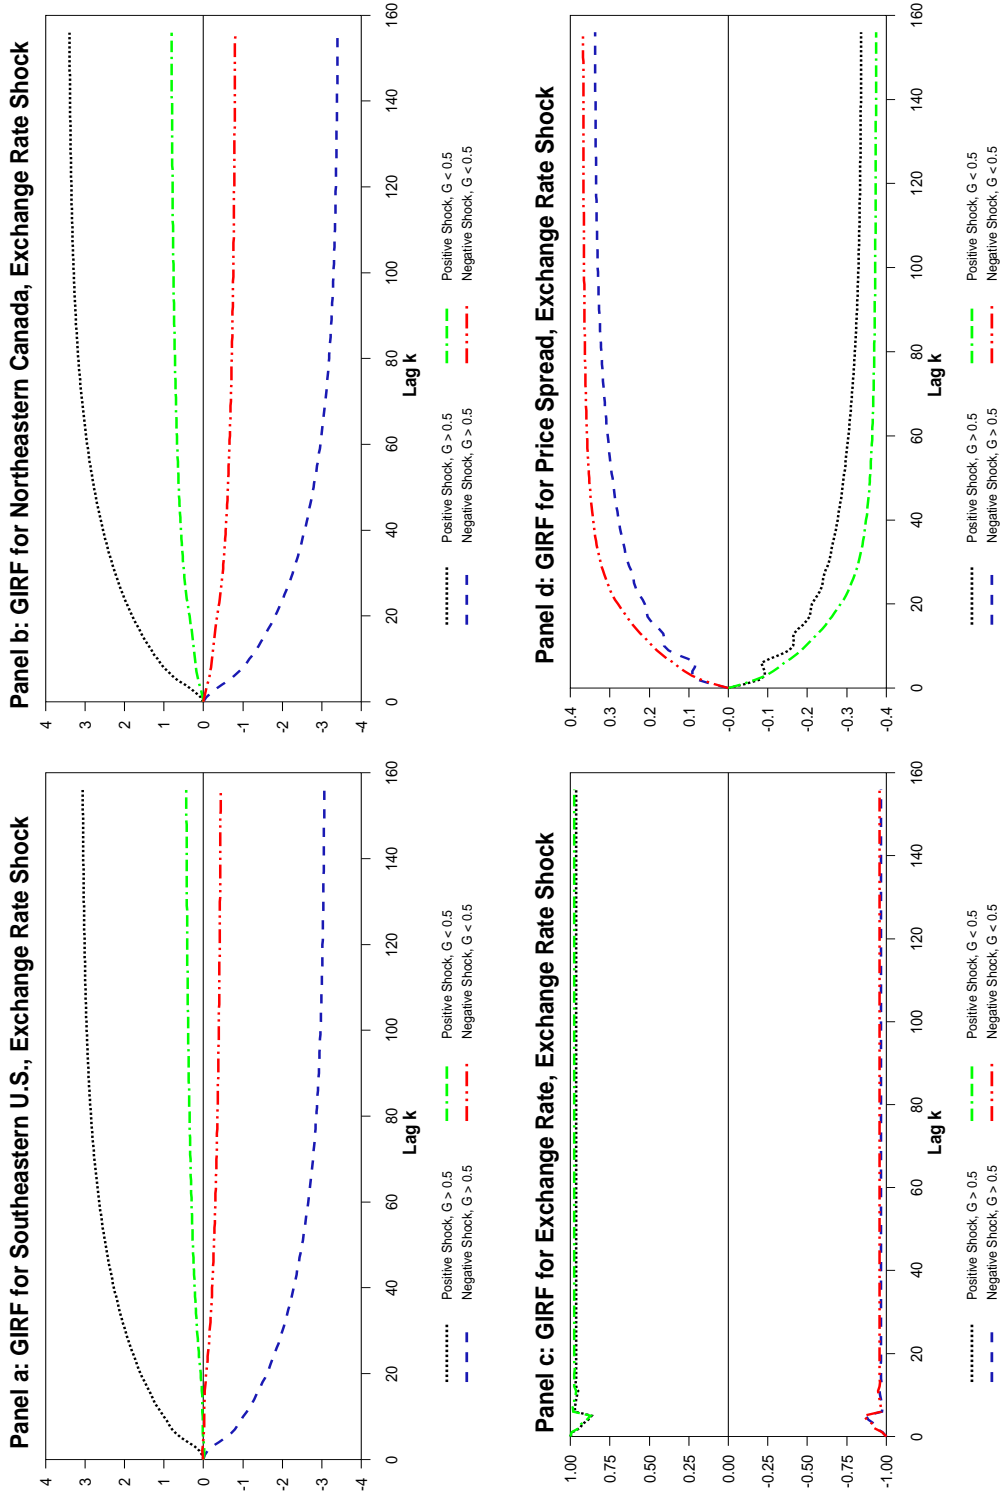 Panel a: GIRF for Southeastern U.S., Exchange Rate Shock
4
3
2
1
0
-1
-2
-3
-4
0 20 40 60 80 100 120 140 160
Lag k
Positive Shock, G > 0.5 Positive Shock, G < 0.5
Negative Shock, G > 0.5 Negative Shock, G < 0.5
Panel b: GIRF for Northeastern Canada, Exchange Rate Shock
4
3
2
1
0
-1
-2
-3
-4
0 20 40 60 80 100 120 140 160
Lag k
Positive Shock, G > 0.5 Positive Shock, G < 0.5
Negative Shock, G > 0.5 Negative Shock, G < 0.5
Panel c: GIRF for Exchange Rate, Exchange Rate Shock
1.00
0.75
0.50
0.25
0.00
-0.25
-0.50
-0.75
-1.00
0 20 40 60 80 100 120 140 160
Lag k
Positive Shock, G > 0.5 Positive Shock, G < 0.5
Negative Shock, G > 0.5 Negative Shock, G < 0.5
Panel d: GIRF for Price Spread, Exchange Rate Shock
0.4
0.3
0.2
0.1
-0.0
-0.1
-0.2
-0.3
-0.4
0 20 40 60 80 100 120 140 160
Lag k
Positive Shock, G > 0.5 Positive Shock, G < 0.5
Negative Shock, G > 0.5 Negative Shock, G < 0.5